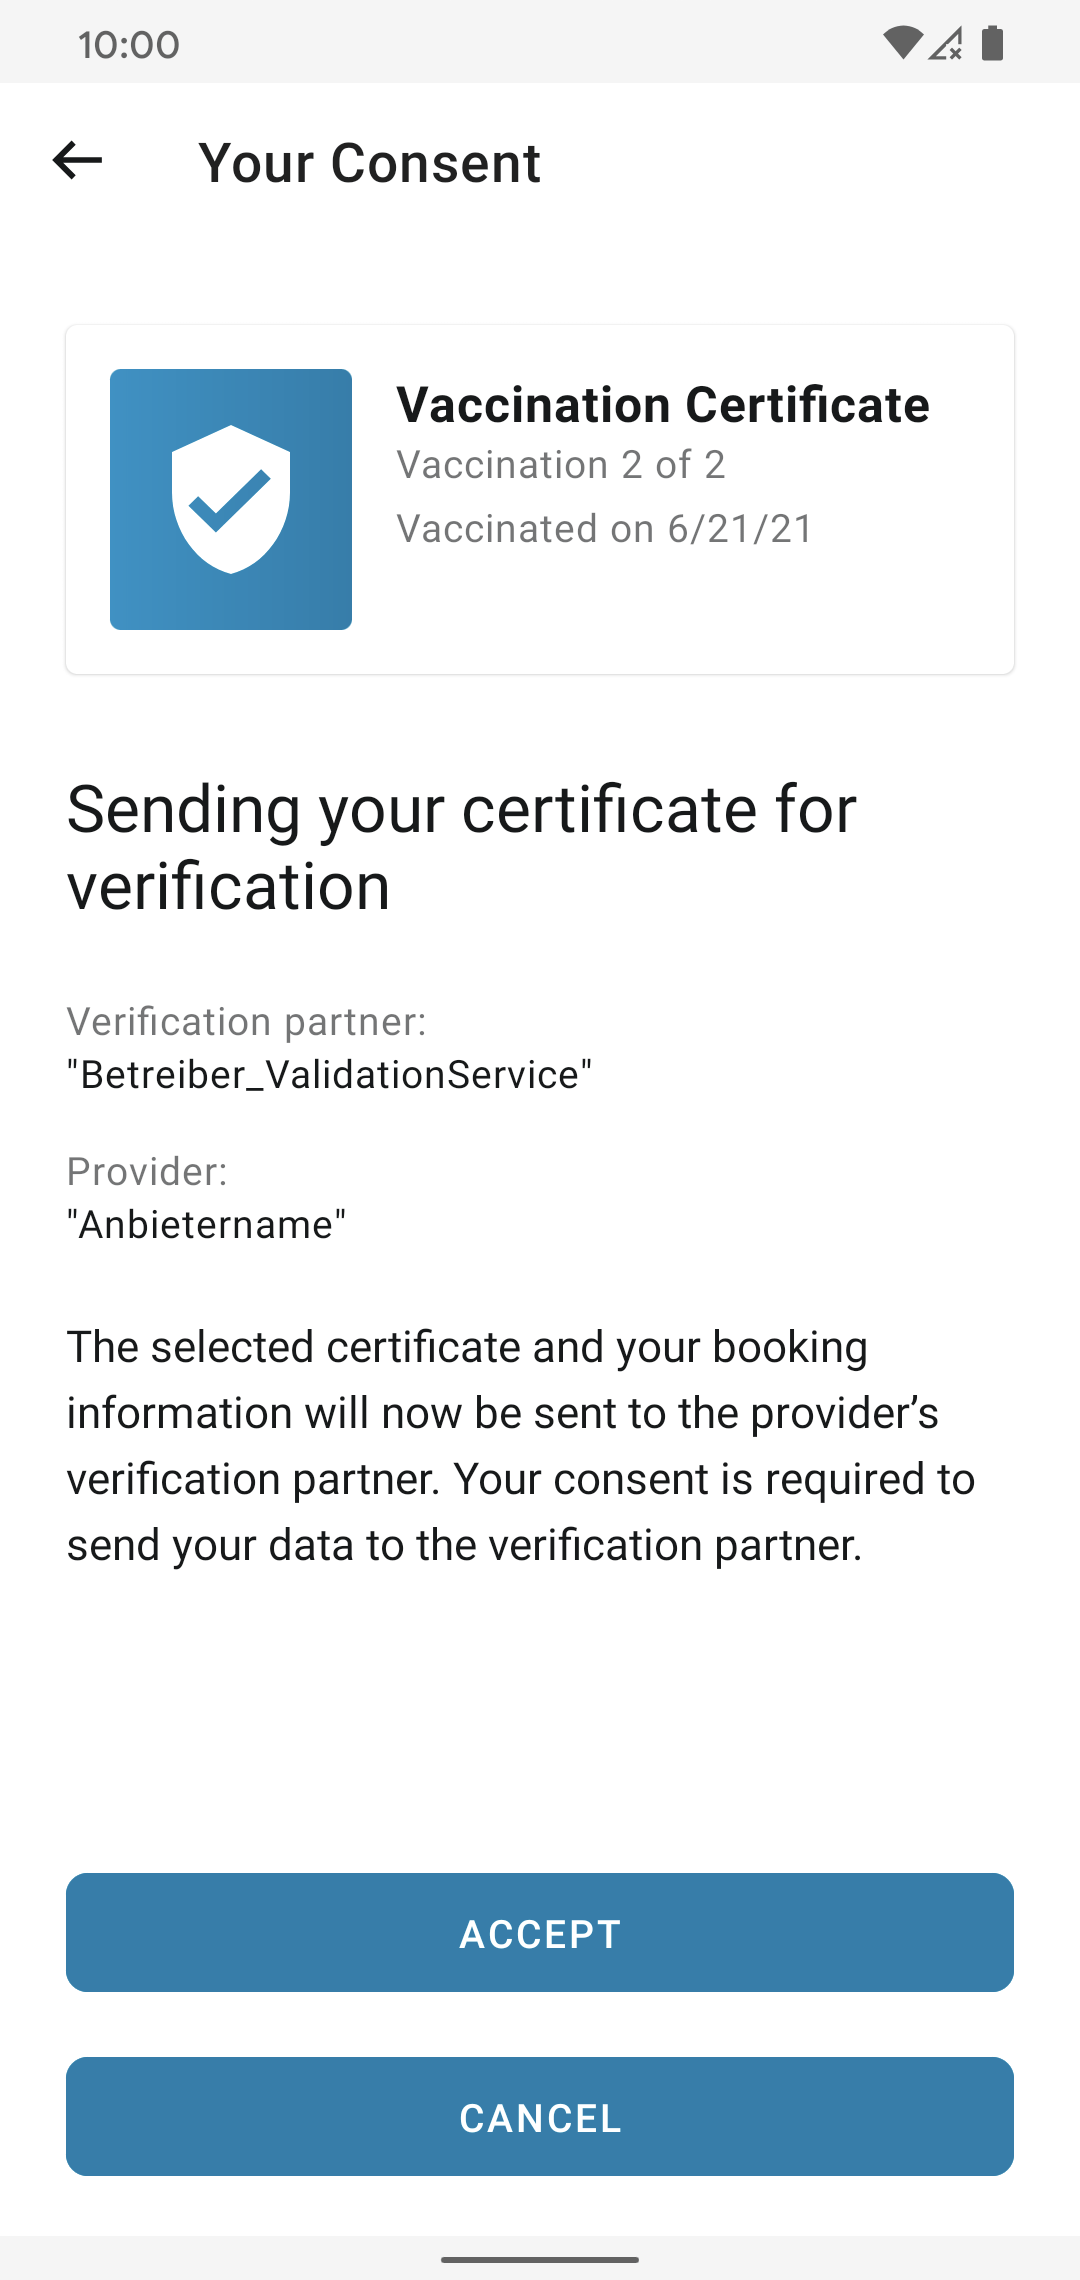 10:00
Your Consent
Vaccination Certificate
Vaccination 2 of 2
Vaccinated on 6/21/21
Sending your certificate for
verification
Verification partner:
"Betreiber_ValidationService"
Provider:
"Anbietername"
The selected certificate and your booking
information will now be sent to the provider’s
verification partner. Your consent is required to
send your data to the verification partner.
ACCEPT
CANCEL